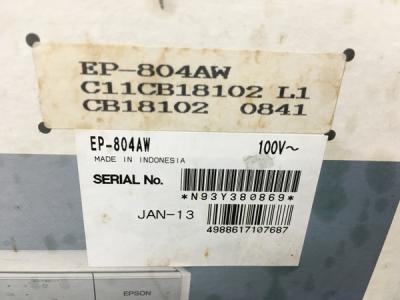 EP-804AW
C11CB18102 L1
CB18102 0841
EP-804AW 100V~
MADE IN INDONESIA
SERIAL No.
*N93Y380869*
JAN-13
4988617107687
EPSON